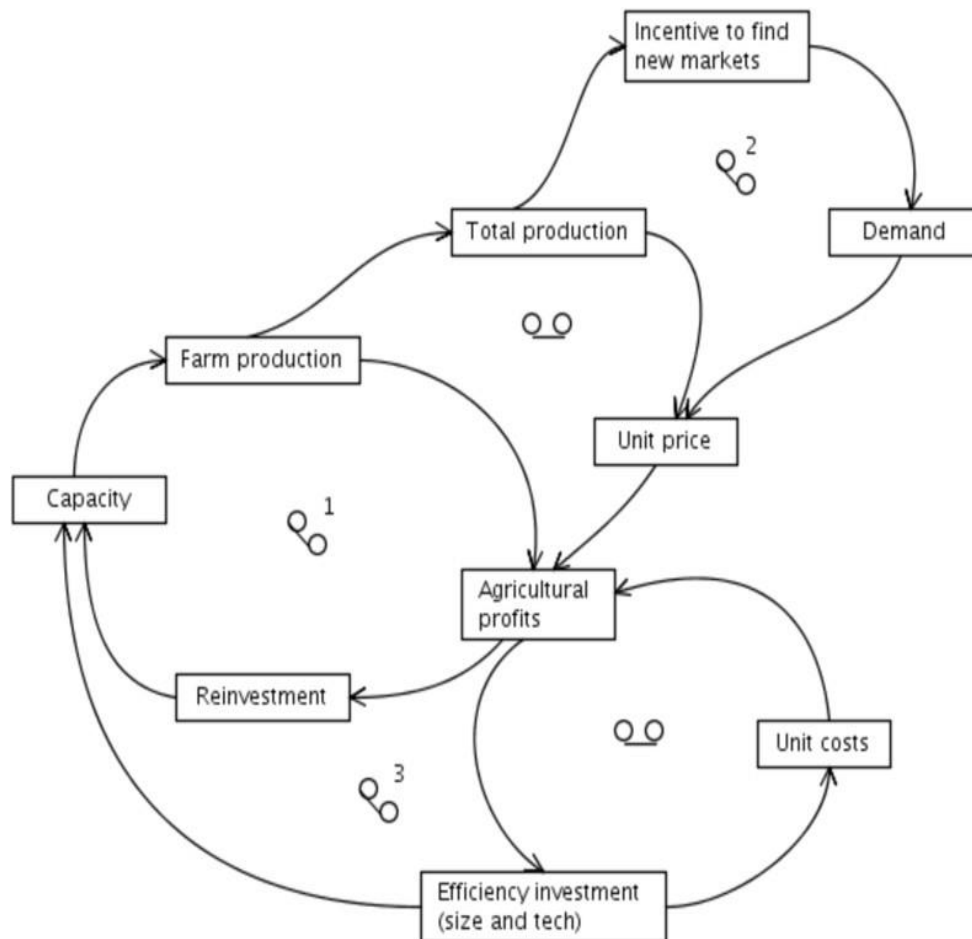 Incentive to find
new markets
2
Total production
Demand
Farm production
Unit price
Capacity
1
Agricultural
profits
Reinvestment
Unit costs
3
Efficiency investment
(size and tech)